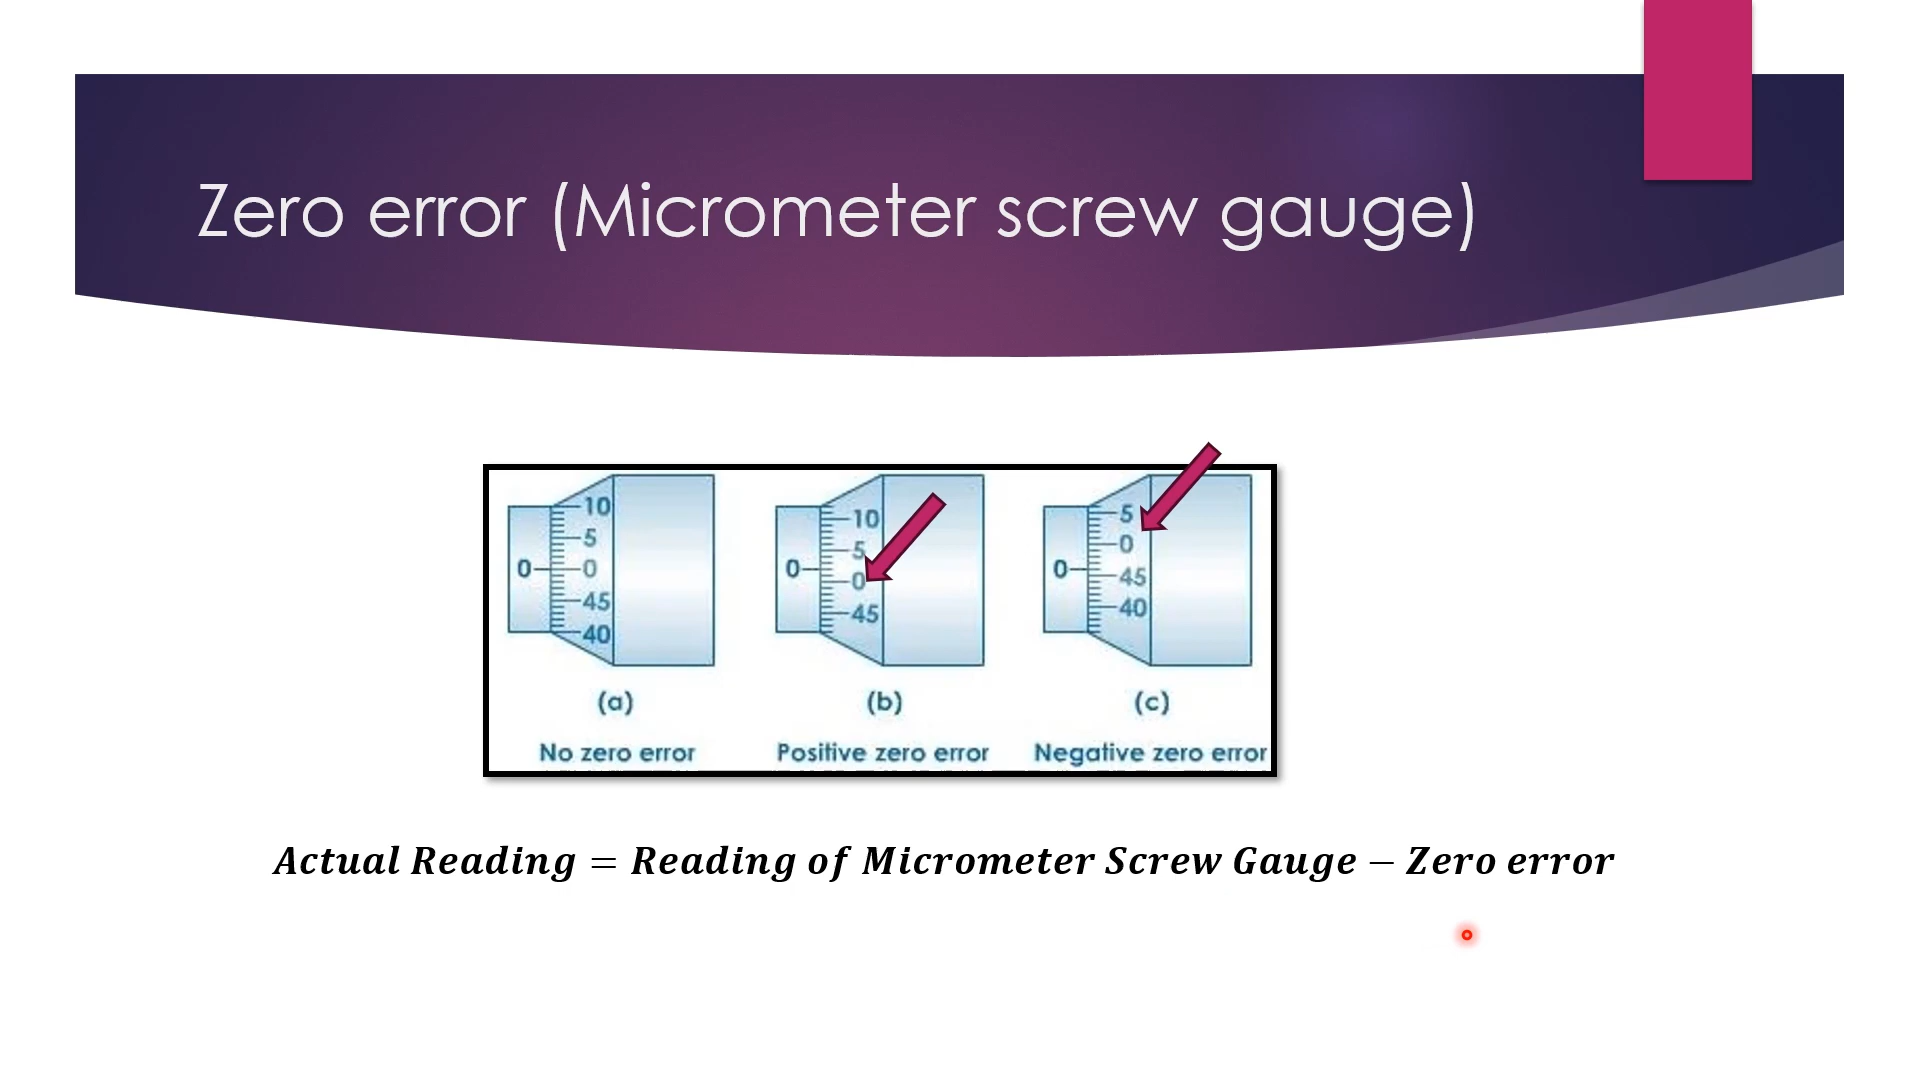 Zero error (Micrometer screw gauge)
10
5
0 0
45
40
(a)
No zero error
10
5
0 0
45
(b)
Positive zero error
5
0
0 45
40
(c)
Negative zero error
Actual Reading = Reading of Micrometer Screw Gauge − Zero error